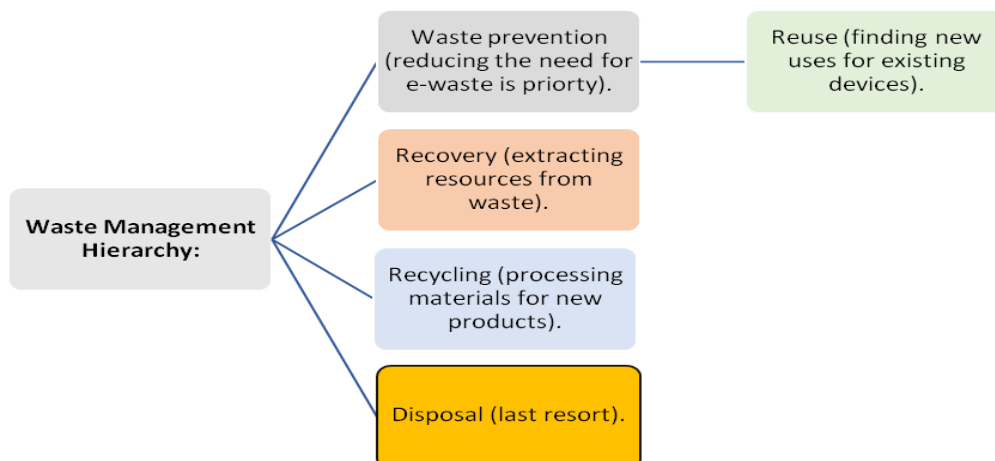 Waste Management
Hierarchy:
Waste prevention
(reducing the need for
e-waste is priorty).
Reuse (finding new
uses for existing
devices).
Recovery (extracting
resources from
waste).
Recycling (processing
materials for new
products).
Disposal (last resort).